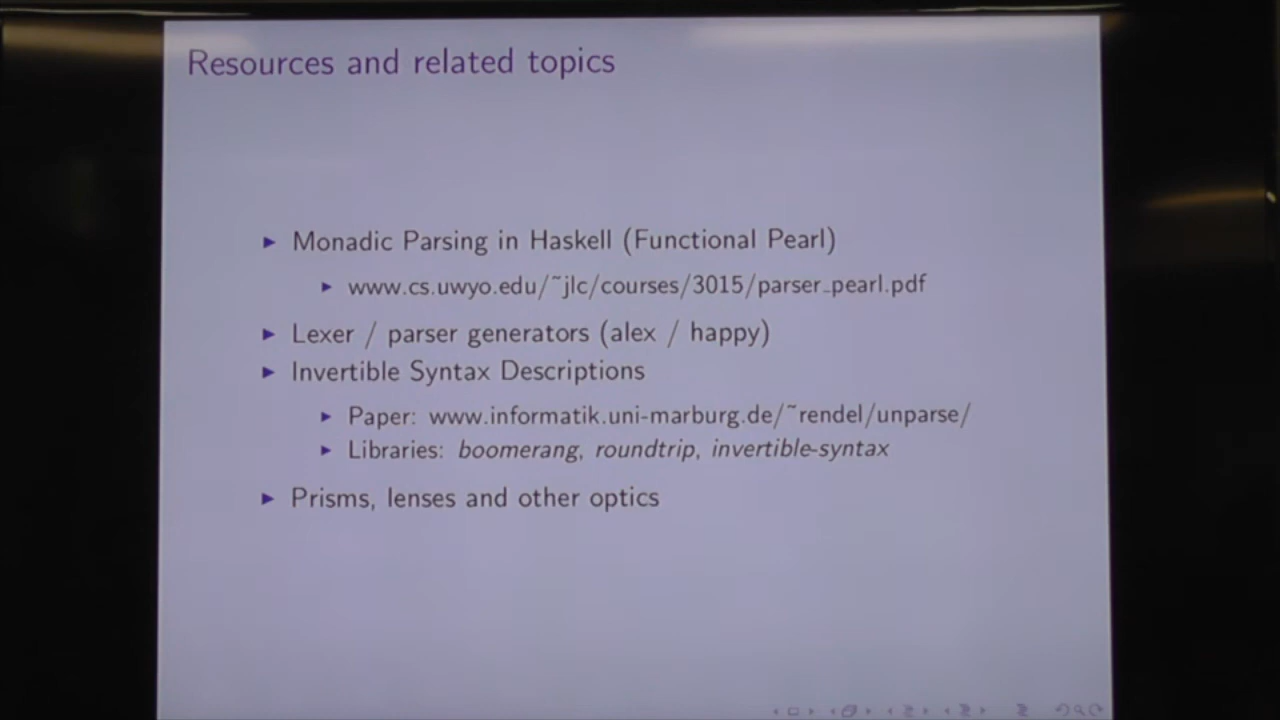 Resources and related topics
Monadic Parsing in Haskell (Functional Pearl)
www.cs.uwyo.edu/~jlc/courses/3015/parser_pearl.pdf
Lexer / parser generators (alex / happy)
Invertible Syntax Descriptions
Paper: www.informatik.uni-marburg.de/~rendel/unparse/
Libraries: boomerang, roundtrip, invertible-syntax
Prisms, lenses and other optics